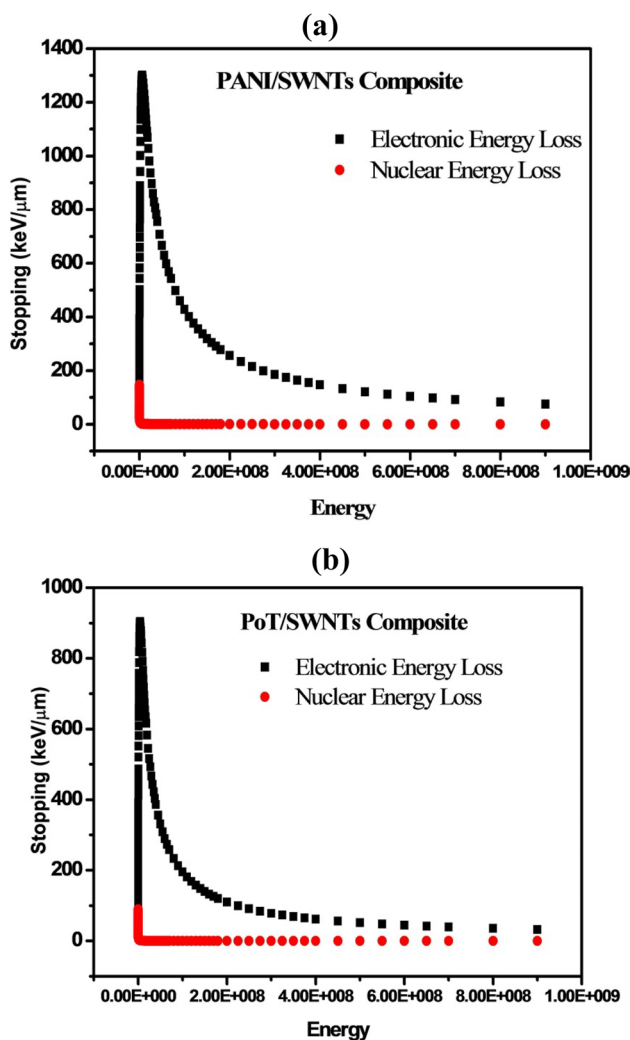 (a)
1400
PANI/SWNTs Composite
1200
Electronic Energy Loss
Nuclear Energy Loss
1000
800
600
400
200
0
Stopping (keV/μm)
0.00E+000 2.00E+008 4.00E+008 6.00E+008 8.00E+008 1.00E+009
Energy
(b)
1000
PoT/SWNTs Composite
800
Electronic Energy Loss
Nuclear Energy Loss
600
400
200
0
Stopping (keV/μm)
0.00E+000 2.00E+008 4.00E+008 6.00E+008 8.00E+008 1.00E+009
Energy